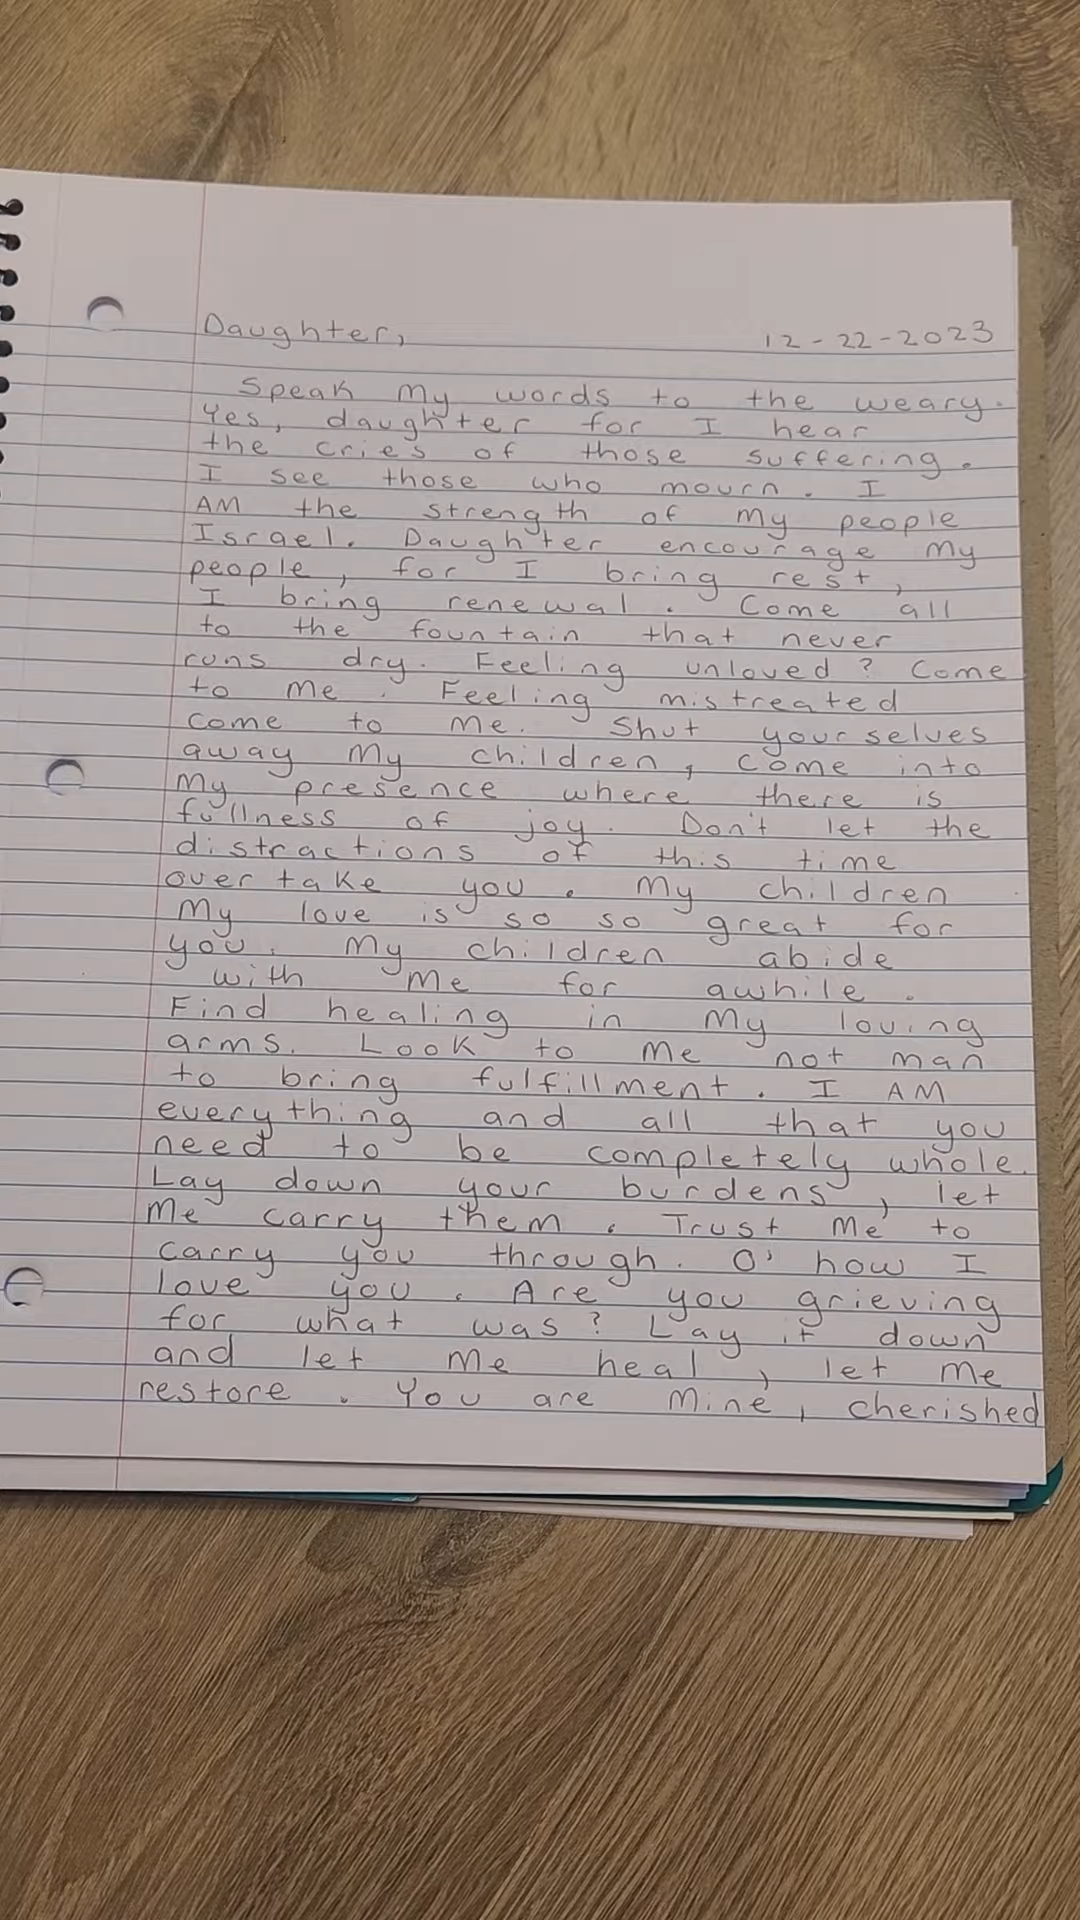 Daughter,
12-22-2023
Speak My words to the weary.
Yes, daughter for I hear
the cries of those suffering.
I see those who mourn. I
AM the strength of My people
Israel. Daughter encourage My
people, for I bring rest,
I bring renewal. Come all
to the fountain that never
runs dry. Feeling unloved? Come
to Me. Feeling mistreated
come to Me. Shut yourselves
away My children, come into
My presence where there is
fullness of joy. Don't let the
distractions of this time
overtake you. My children
My love is so so great for
you. My children abide
with Me for awhile.
Find healing in My loving
arms. Look to Me not man
to bring fulfillment. I AM
everything and all that you
need to be completely whole.
Lay down your burdens, let
Me carry them. Trust Me to
carry you through. O' how I
love you. Are you grieving
for what was? Lay it down
and let Me heal, let Me
restore. You are Mine, cherished